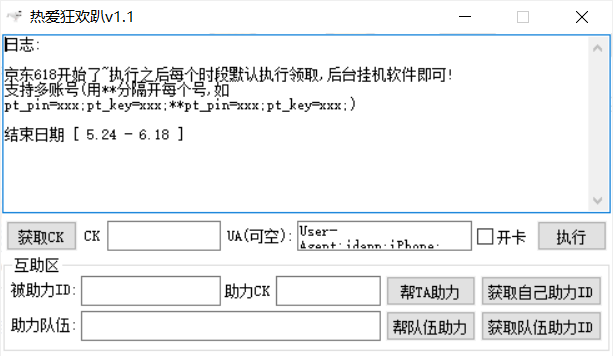 热爱狂欢趴v1.1
日志:
京东618开始了~执行之后每个时段默认执行领取,后台挂机软件即可!
支持多账号(用**分隔开每个号,如
pt_pin=xxx;pt_key=xxx;**pt_pin=xxx;pt_key=xxx;)
结束日期 [ 5.24 - 6.18 ]
获取CK CK UA(可空): User- 开卡 执行
Agent:jdapp;iPhone;
互助区
被助力ID: 助力CK 帮TA助力 获取自己助力ID
助力队伍: 帮队伍助力 获取队伍助力ID